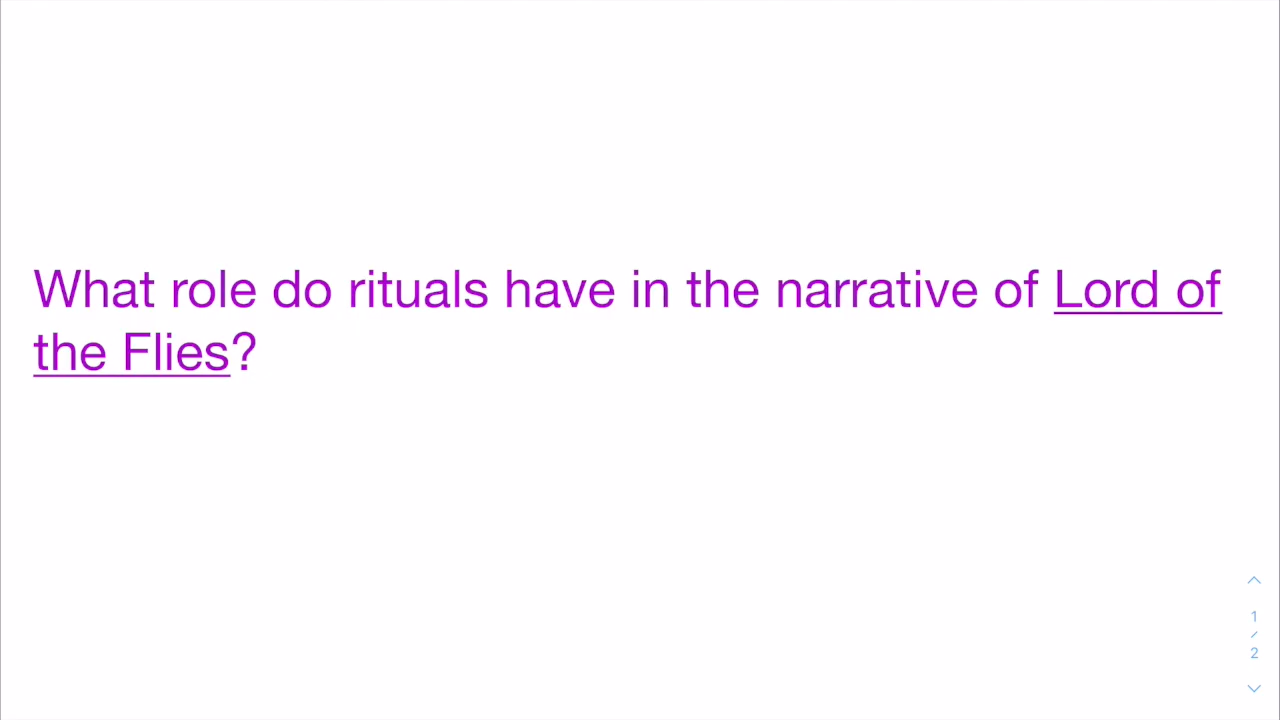 What role do rituals have in the narrative of Lord of
the Flies?
1
/
2